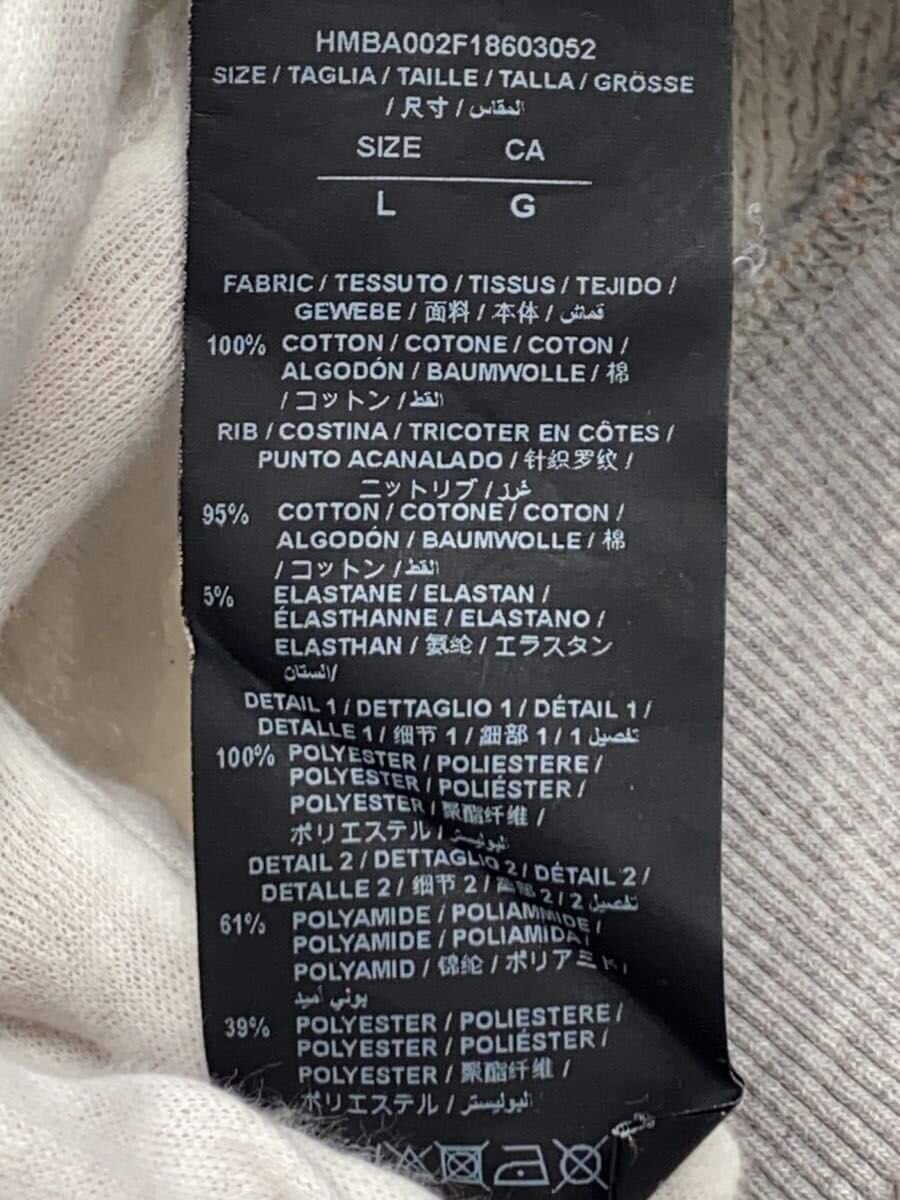 HMBA002F18603052
SIZE / TAGLIA / TAILLE / TALLA / GRÖSSE
/ 尺寸 / المقاس
SIZE CA
L G
FABRIC / TESSUTO / TISSUS / TEJIDO /
GEWEBE / 面料 / 本体 / قماش
100% COTTON / COTONE / COTON /
ALGODÓN / BAUMWOLLE / 棉
/ コットン / القط
RIB / COSTINA / TRICOTER EN CÔTES /
PUNTO ACANALADO / 针织罗纹 /
ニットリブ / غُرَز
95% COTTON / COTONE / COTON /
ALGODÓN / BAUMWOLLE / 棉
/ コットン / القط
5% ELASTANE / ELASTAN /
ÉLASTHANNE / ELASTANO /
ELASTHAN / 氨纶 / エラスタン
/ الستان
DETAIL 1 / DETTAGLIO 1 / DÉTAIL 1 /
DETALLE 1 / 细节 1 / 細部 1 / تفصيل 1
100% POLYESTER / POLIESTERE /
POLYESTER / POLIÉSTER /
POLYESTER / 聚酯纤维 /
ポリエステル / البوليستر
DETAIL 2 / DETTAGLIO 2 / DÉTAIL 2 /
DETALLE 2 / 细节 2 / 2 / تفصيل 2
61% POLYAMIDE / POLIAMMIDE /
POLYAMIDE / POLIAMIDA /
POLYAMID / 锦纶 / ポリアミド /
بولي أميد
39% POLYESTER / POLIESTERE /
POLYESTER / POLIÉSTER /
POLYESTER / 聚酯纤维 /
ポリエステル / البوليستر